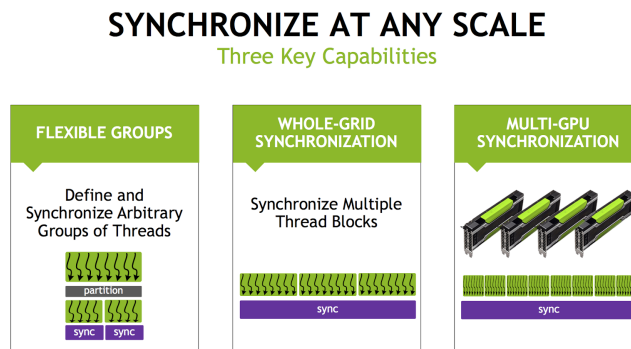 SYNCHRONIZE AT ANY SCALE
Three Key Capabilities
FLEXIBLE GROUPS
Define and
Synchronize Arbitrary
Groups of Threads
partition
sync sync
WHOLE-GRID
SYNCHRONIZATION
Synchronize Multiple
Thread Blocks
sync
MULTI-GPU
SYNCHRONIZATION
sync